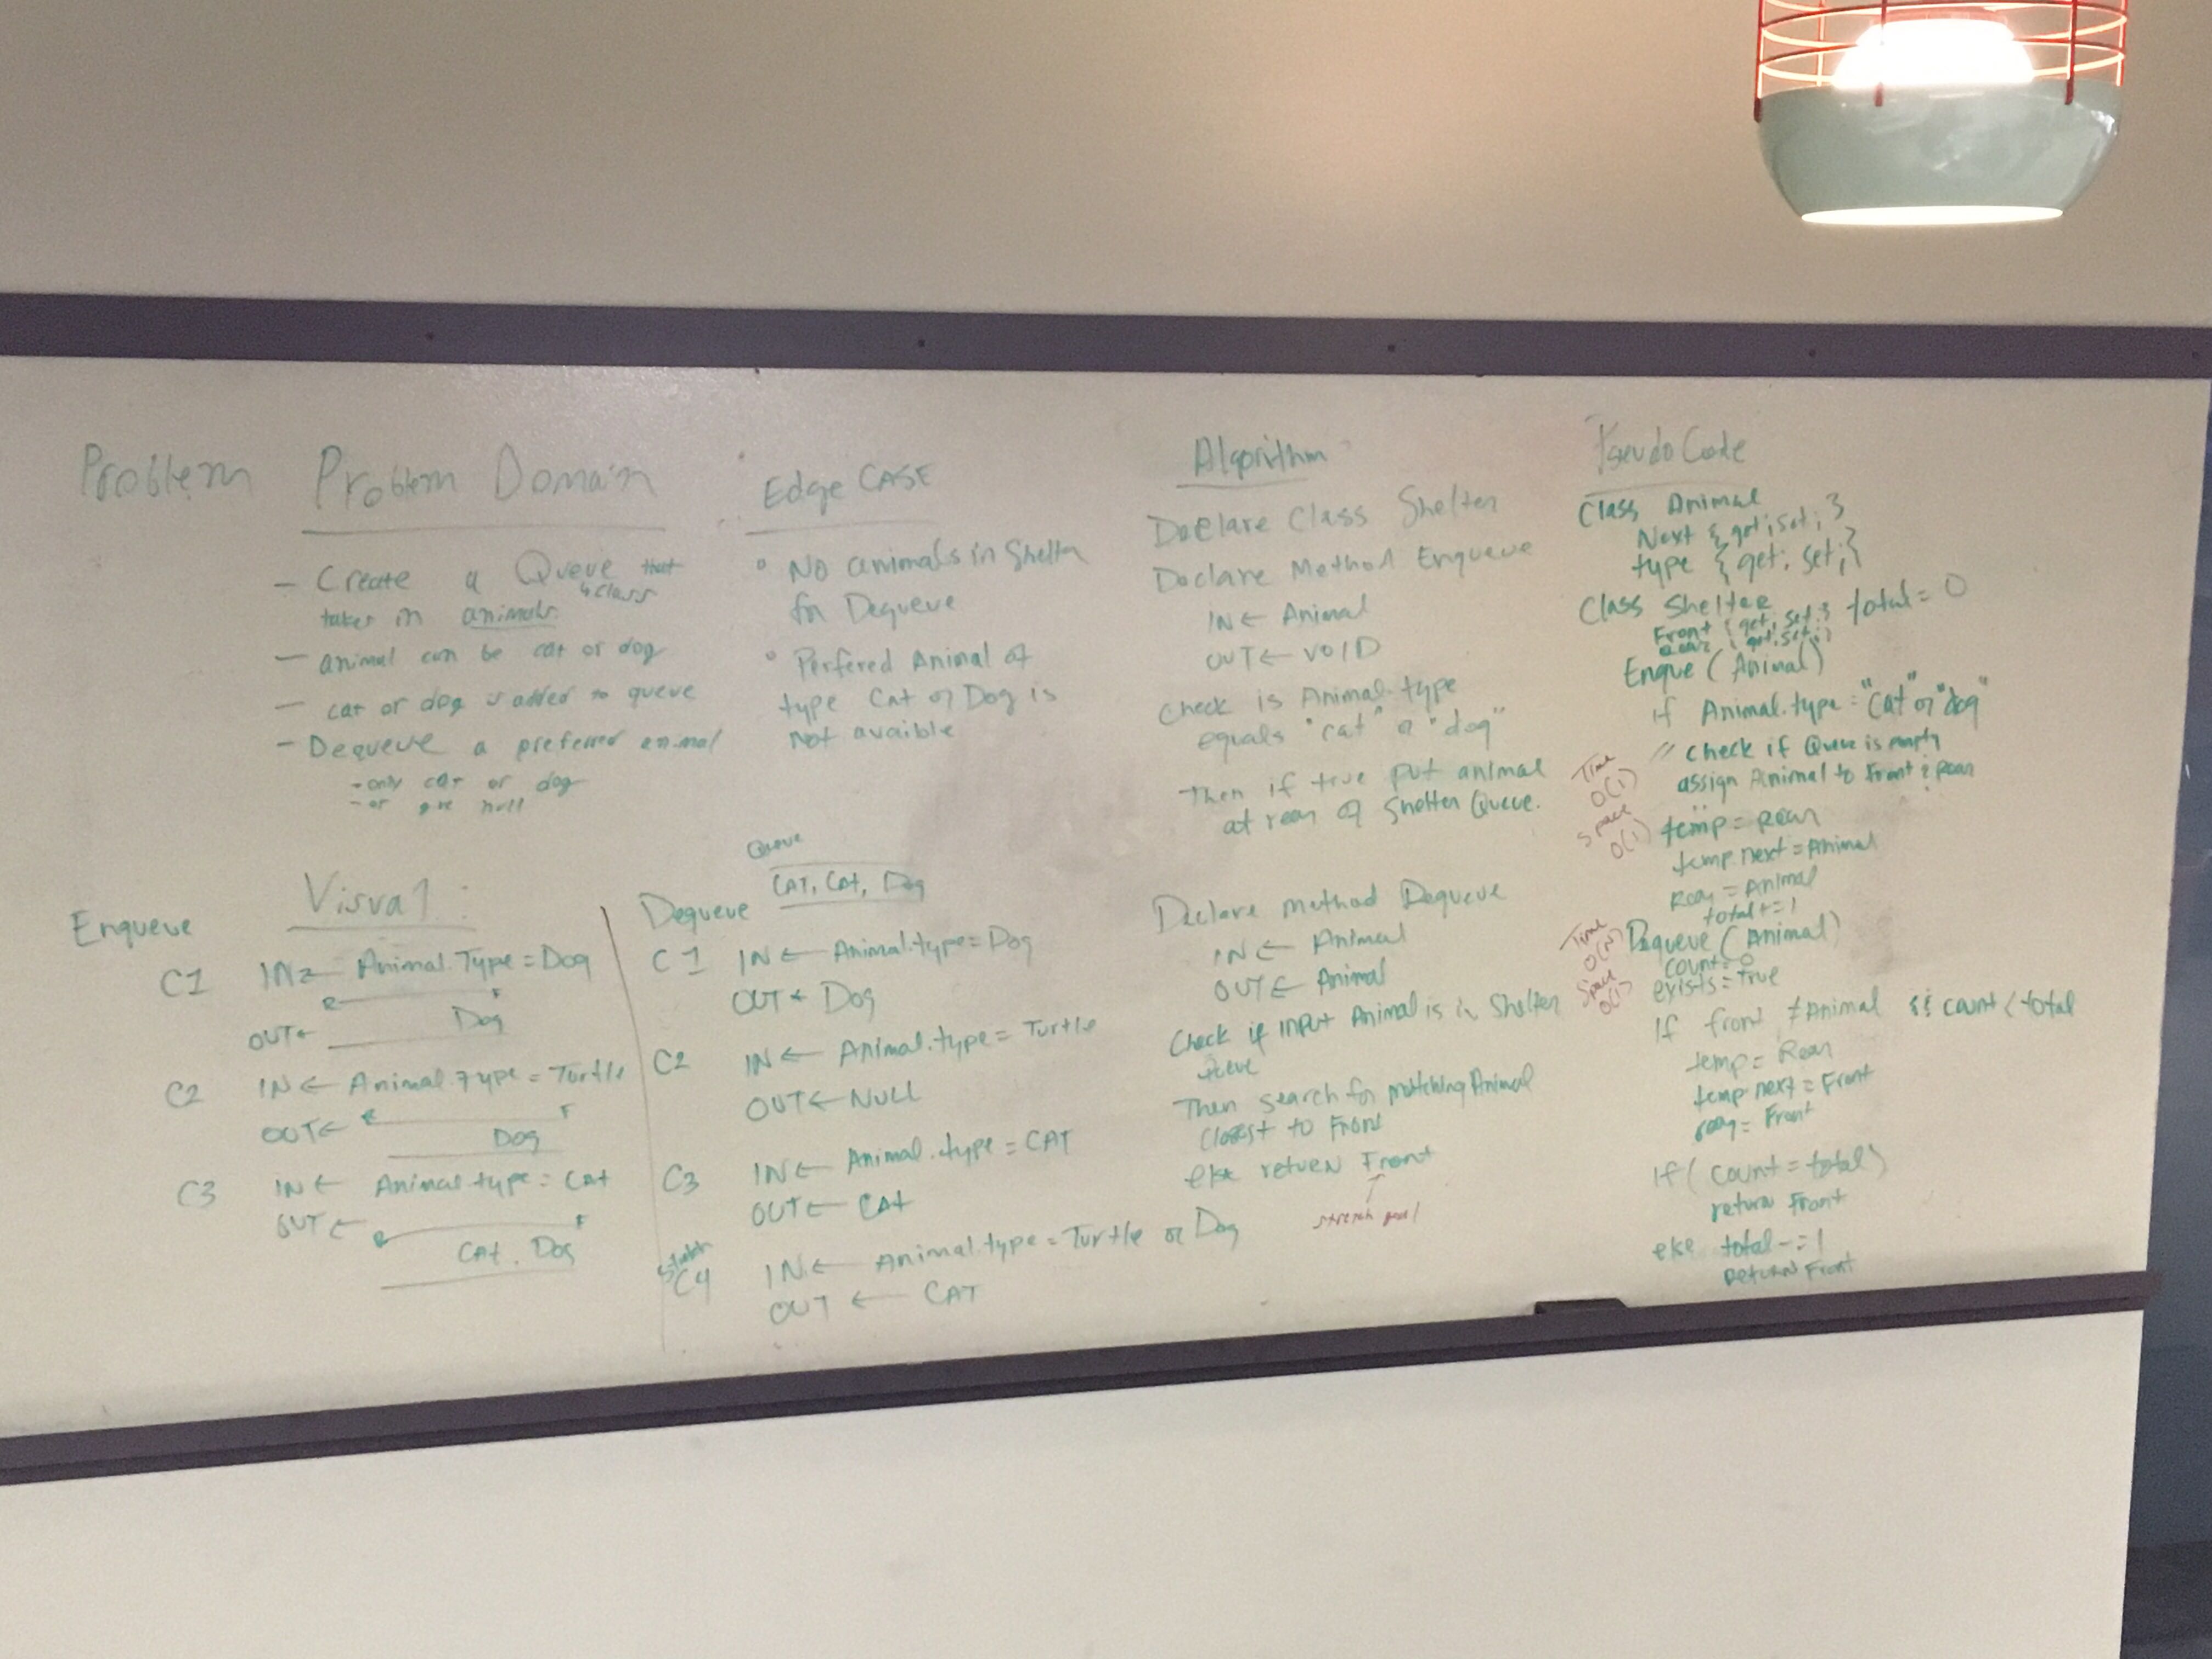 Problem
Problem Domain
- Create a Queue that
class
takes in animals.
- animal can be cat or dog
- cat or dog is added to queue
- Dequeue a preferred animal
- only cat or dog
- or give null
Edge CASE
° No animals in Shelter
for Dequeue
° Perfered Animal of
type Cat or Dog is
Not avaible
Visual:
Enqueue
C1 IN← Animal.Type = Dog
R F
OUT← Dog
C2 IN← Animal.type = Turtle
R F
OUT← Dog
C3 IN← Animal.type = Cat
R F
OUT← Cat, Dog
Queue
CAT, CAT, Dog
Dequeue
C1 IN← Animal.type = Dog
OUT← Dog
C2 IN← Animal.type = Turtle
OUT← NULL
C3 IN← Animal.type = CAT
OUT← CAt
C4 IN← Animal.type = Turtle or Dog
OUT ← CAT
Algorithm
Declare Class Shelter
Declare Method Enqueue
IN← Animal
OUT← VOID
Check is Animal.type
equals "cat" or "dog"
Then if true put animal
at rear of Shelter Queue.
Declare method Dequeue
IN← Animal
OUT← Animal
Check if input Animal is in Shelter
Then search for matching Animal
Closest to Front
else return Front
↑
stretch goal
Pseudo Code
Class Animal
Next { get; set; }
type { get; set; }
Class Shelter total = 0
Front { get; set; }
Rear { get; set; }
Enque (Animal)
if Animal.type = "Cat" or "dog"
// check if Queue is empty
assign Animal to Front & Rear
Time
O(1)
Space
O(1)
temp = Rear
temp.next = Animal
Rear = Animal
total += 1
Time
O(N)
Space
O(1)
Dequeue (Animal)
count = 0
exists = true
If front ≠ Animal && count < total
temp = Rear
temp.next = Front
rear = Front
If (count = total)
return Front
else total -= 1
Return Front